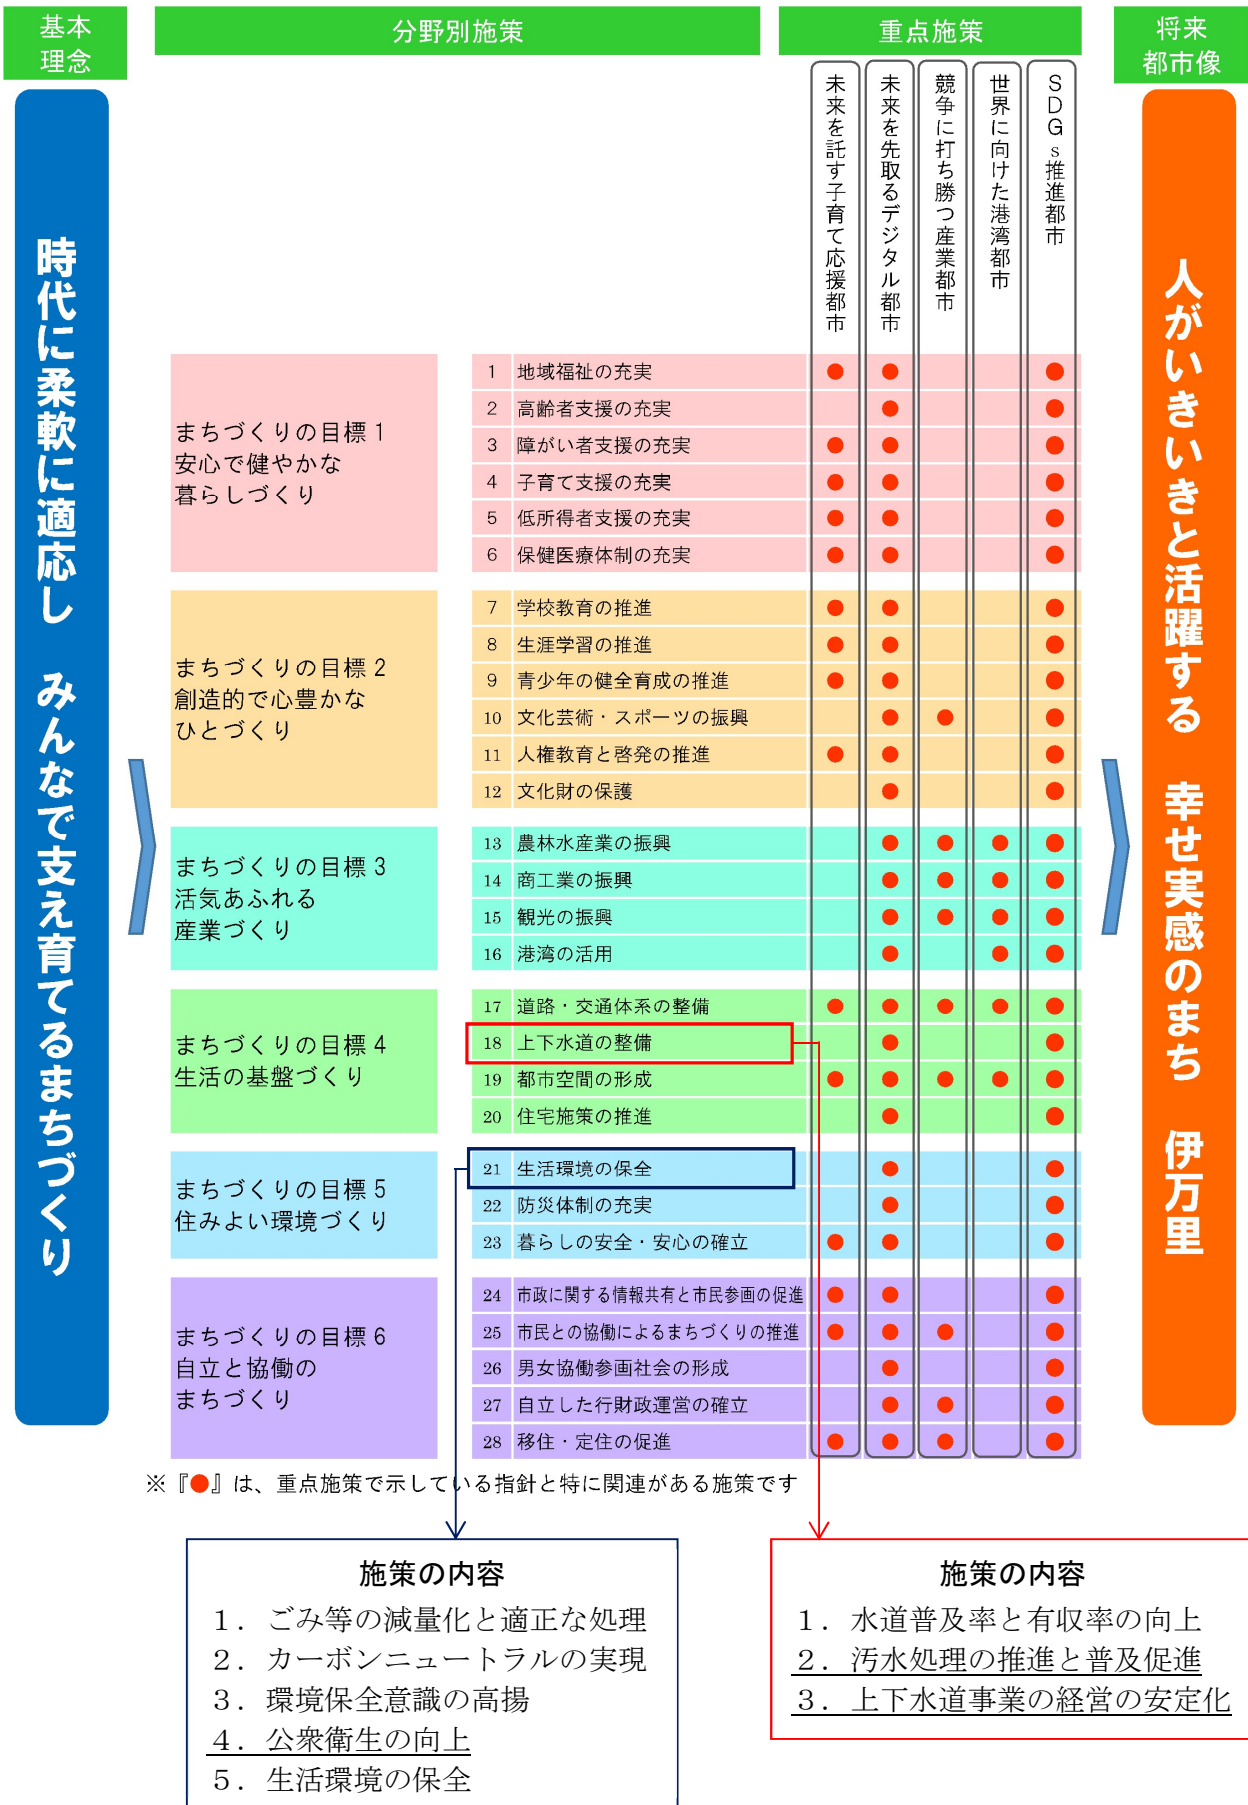 基本
理念
分野別施策
重点施策
将来
都市像
時代に柔軟に適応し　みんなで支え育てるまちづくり
未来を託す子育て応援都市
未来を先取るデジタル都市
競争に打ち勝つ産業都市
世界に向けた港湾都市
SDGs推進都市
人がいきいきと活躍する　幸せ実感のまち　伊万里
まちづくりの目標1
安心で健やかな
暮らしづくり
1 地域福祉の充実 ● ● ●
2 高齢者支援の充実 ● ●
3 障がい者支援の充実 ● ● ●
4 子育て支援の充実 ● ● ●
5 低所得者支援の充実 ● ● ●
6 保健医療体制の充実 ● ● ●
まちづくりの目標2
創造的で心豊かな
ひとづくり
7 学校教育の推進 ● ● ●
8 生涯学習の推進 ● ● ●
9 青少年の健全育成の推進 ● ● ●
10 文化芸術・スポーツの振興 ● ● ●
11 人権教育と啓発の推進 ● ● ●
12 文化財の保護 ● ●
まちづくりの目標3
活気あふれる
産業づくり
13 農林水産業の振興 ● ● ● ●
14 商工業の振興 ● ● ● ●
15 観光の振興 ● ● ● ●
16 港湾の活用 ● ● ●
まちづくりの目標4
生活の基盤づくり
17 道路・交通体系の整備 ● ● ● ● ●
18 上下水道の整備 ● ●
19 都市空間の形成 ● ● ● ● ●
20 住宅施策の推進 ● ●
まちづくりの目標5
住みよい環境づくり
21 生活環境の保全 ● ●
22 防災体制の充実 ● ●
23 暮らしの安全・安心の確立 ● ● ●
まちづくりの目標6
自立と協働の
まちづくり
24 市政に関する情報共有と市民参画の促進 ● ● ●
25 市民との協働によるまちづくりの推進 ● ● ● ●
26 男女協働参画社会の形成 ● ●
27 自立した行財政運営の確立 ● ● ●
28 移住・定住の促進 ● ● ● ●
※『●』は、重点施策で示している指針と特に関連がある施策です
施策の内容
１．ごみ等の減量化と適正な処理
２．カーボンニュートラルの実現
３．環境保全意識の高揚
４．公衆衛生の向上
５．生活環境の保全
施策の内容
１．水道普及率と有収率の向上
２．汚水処理の推進と普及促進
３．上下水道事業の経営の安定化